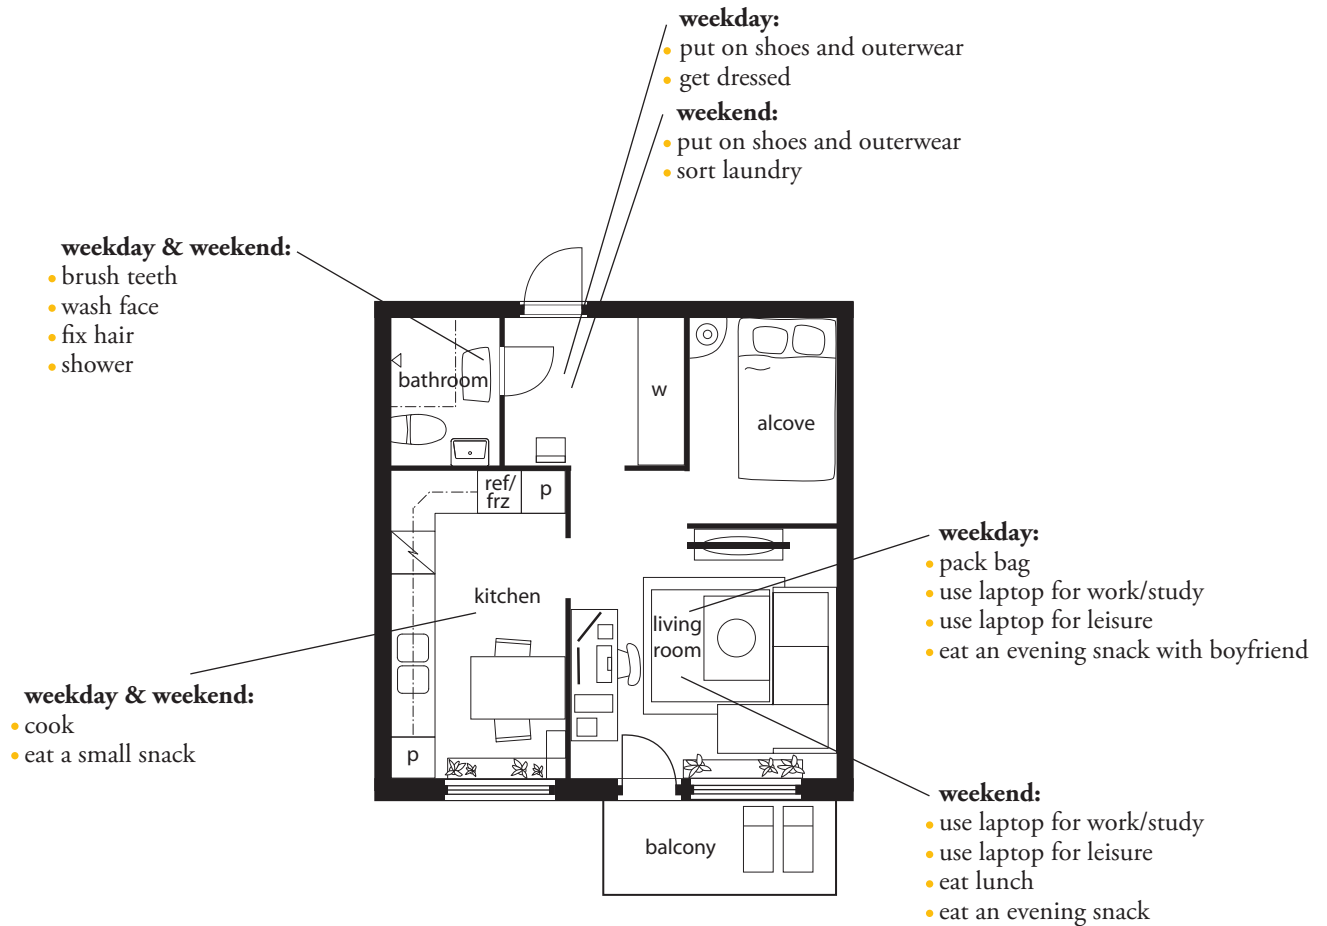 weekday:
• put on shoes and outerwear
• get dressed
weekend:
• put on shoes and outerwear
• sort laundry
weekday & weekend:
• brush teeth
• wash face
• fix hair
• shower
bathroom
w
alcove
ref/
frz
p
kitchen
living
room
p
balcony
weekday:
• pack bag
• use laptop for work/study
• use laptop for leisure
• eat an evening snack with boyfriend
weekday & weekend:
• cook
• eat a small snack
weekend:
• use laptop for work/study
• use laptop for leisure
• eat lunch
• eat an evening snack